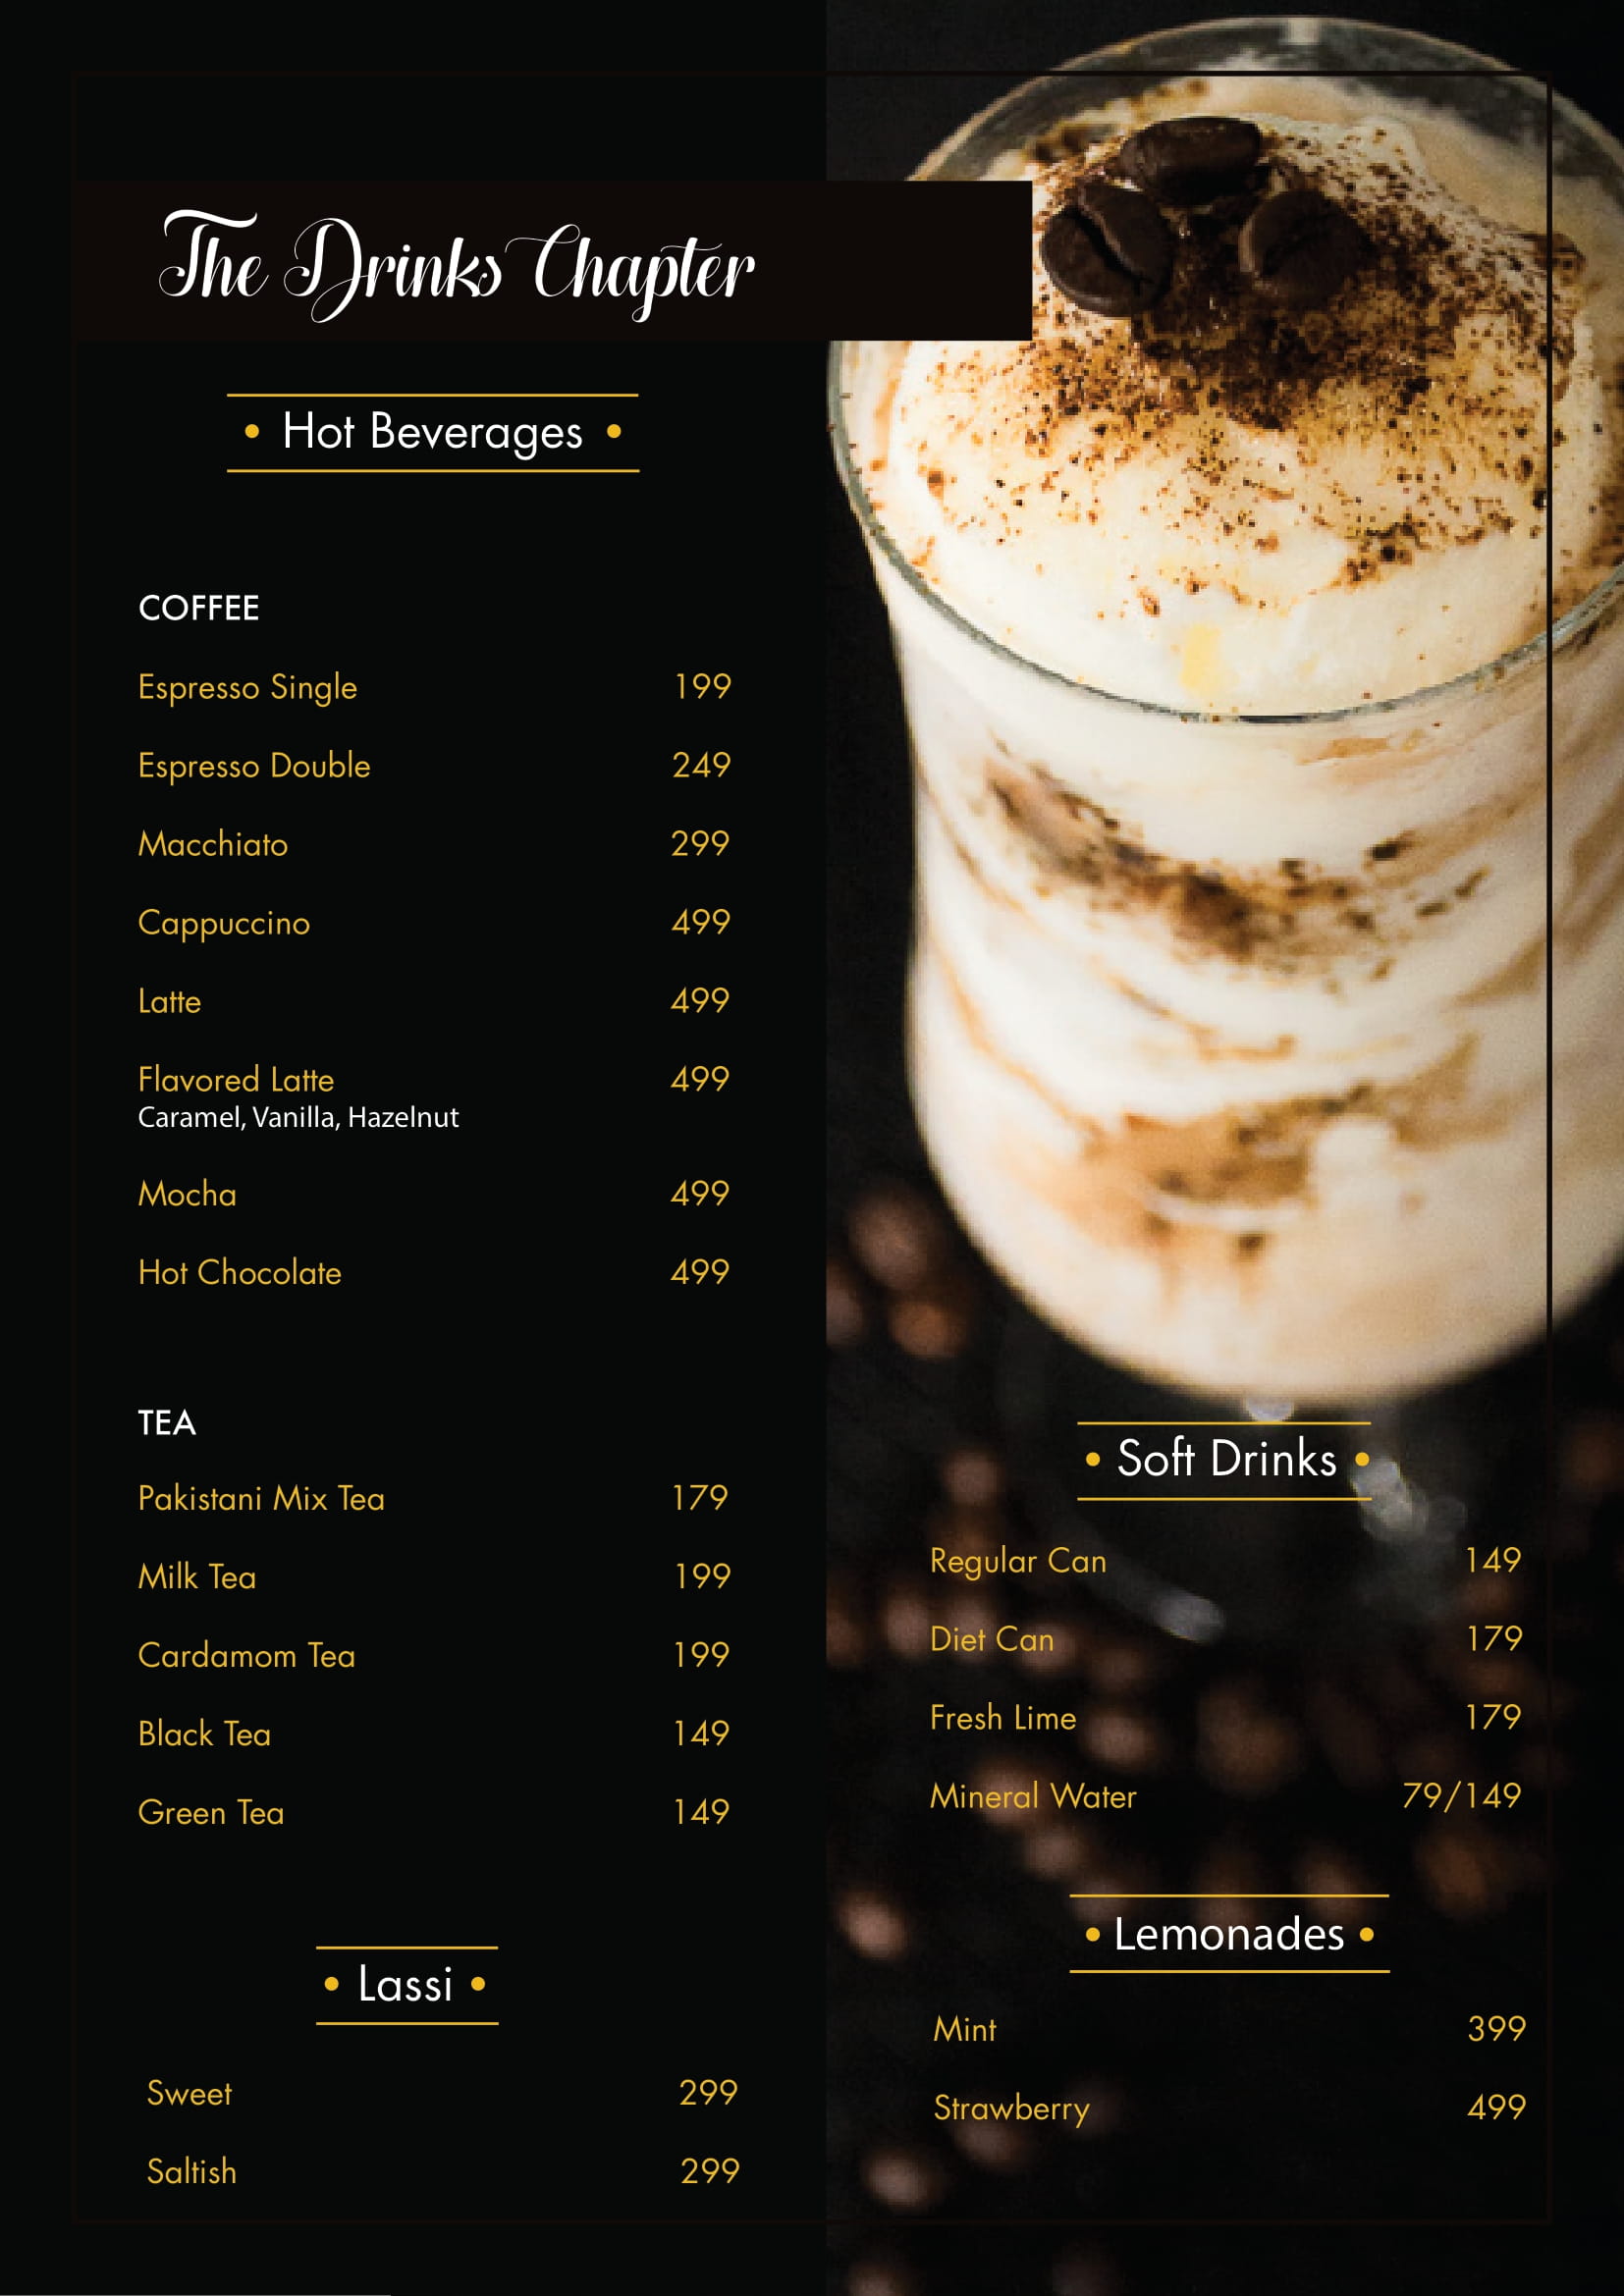 The Drinks Chapter
• Hot Beverages •
COFFEE
Espresso Single 199
Espresso Double 249
Macchiato 299
Cappuccino 499
Latte 499
Flavored Latte 499
Caramel, Vanilla, Hazelnut
Mocha 499
Hot Chocolate 499
TEA
Pakistani Mix Tea 179
Milk Tea 199
Cardamom Tea 199
Black Tea 149
Green Tea 149
• Lassi •
Sweet 299
Saltish 299
• Soft Drinks •
Regular Can 149
Diet Can 179
Fresh Lime 179
Mineral Water 79/149
• Lemonades •
Mint 399
Strawberry 499